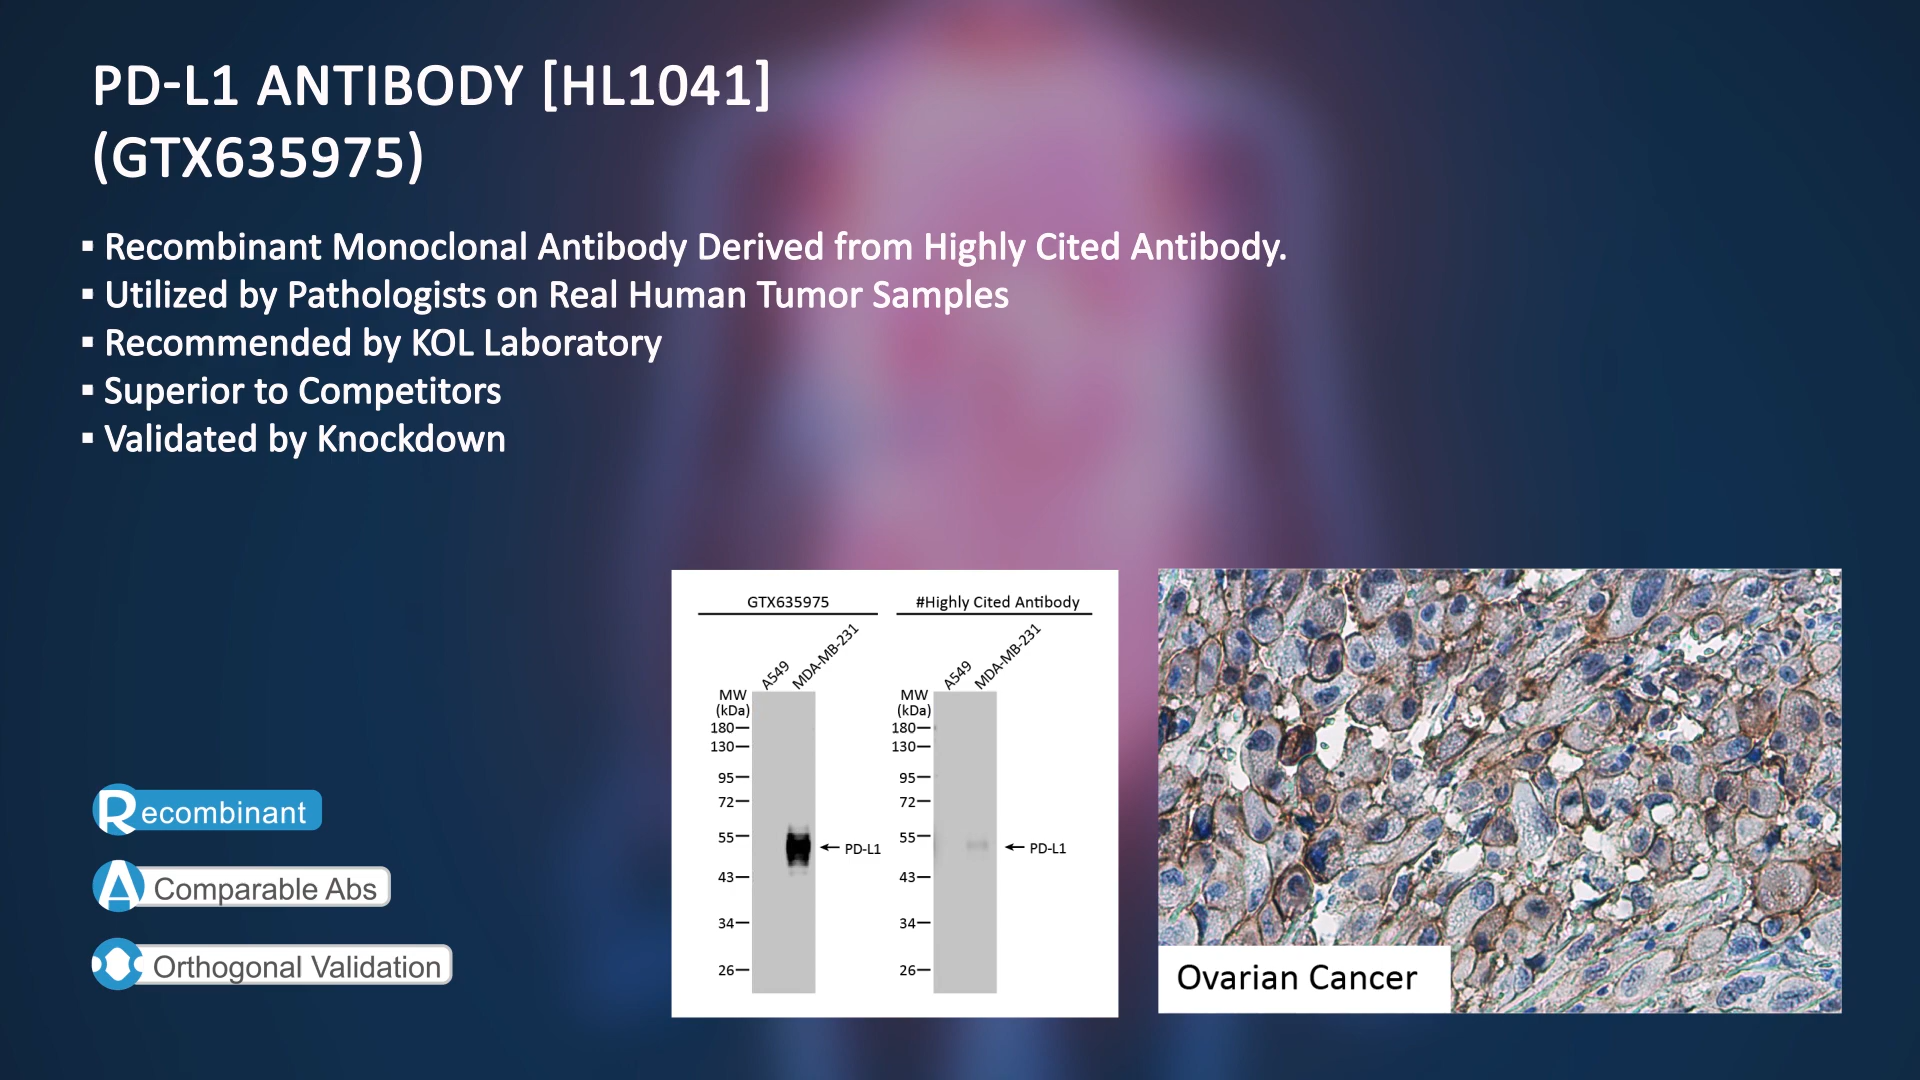 PD-L1 ANTIBODY [HL1041]
(GTX635975)
▪ Recombinant Monoclonal Antibody Derived from Highly Cited Antibody.
▪ Utilized by Pathologists on Real Human Tumor Samples
▪ Recommended by KOL Laboratory
▪ Superior to Competitors
▪ Validated by Knockdown
Recombinant
A Comparable Abs
Orthogonal Validation
GTX635975
A549
MDA-MB-231
MW
(kDa)
180
130
95
72
55
43
34
26
PD-L1
#Highly Cited Antibody
A549
MDA-MB-231
MW
(kDa)
180
130
95
72
55
43
34
26
PD-L1
Ovarian Cancer